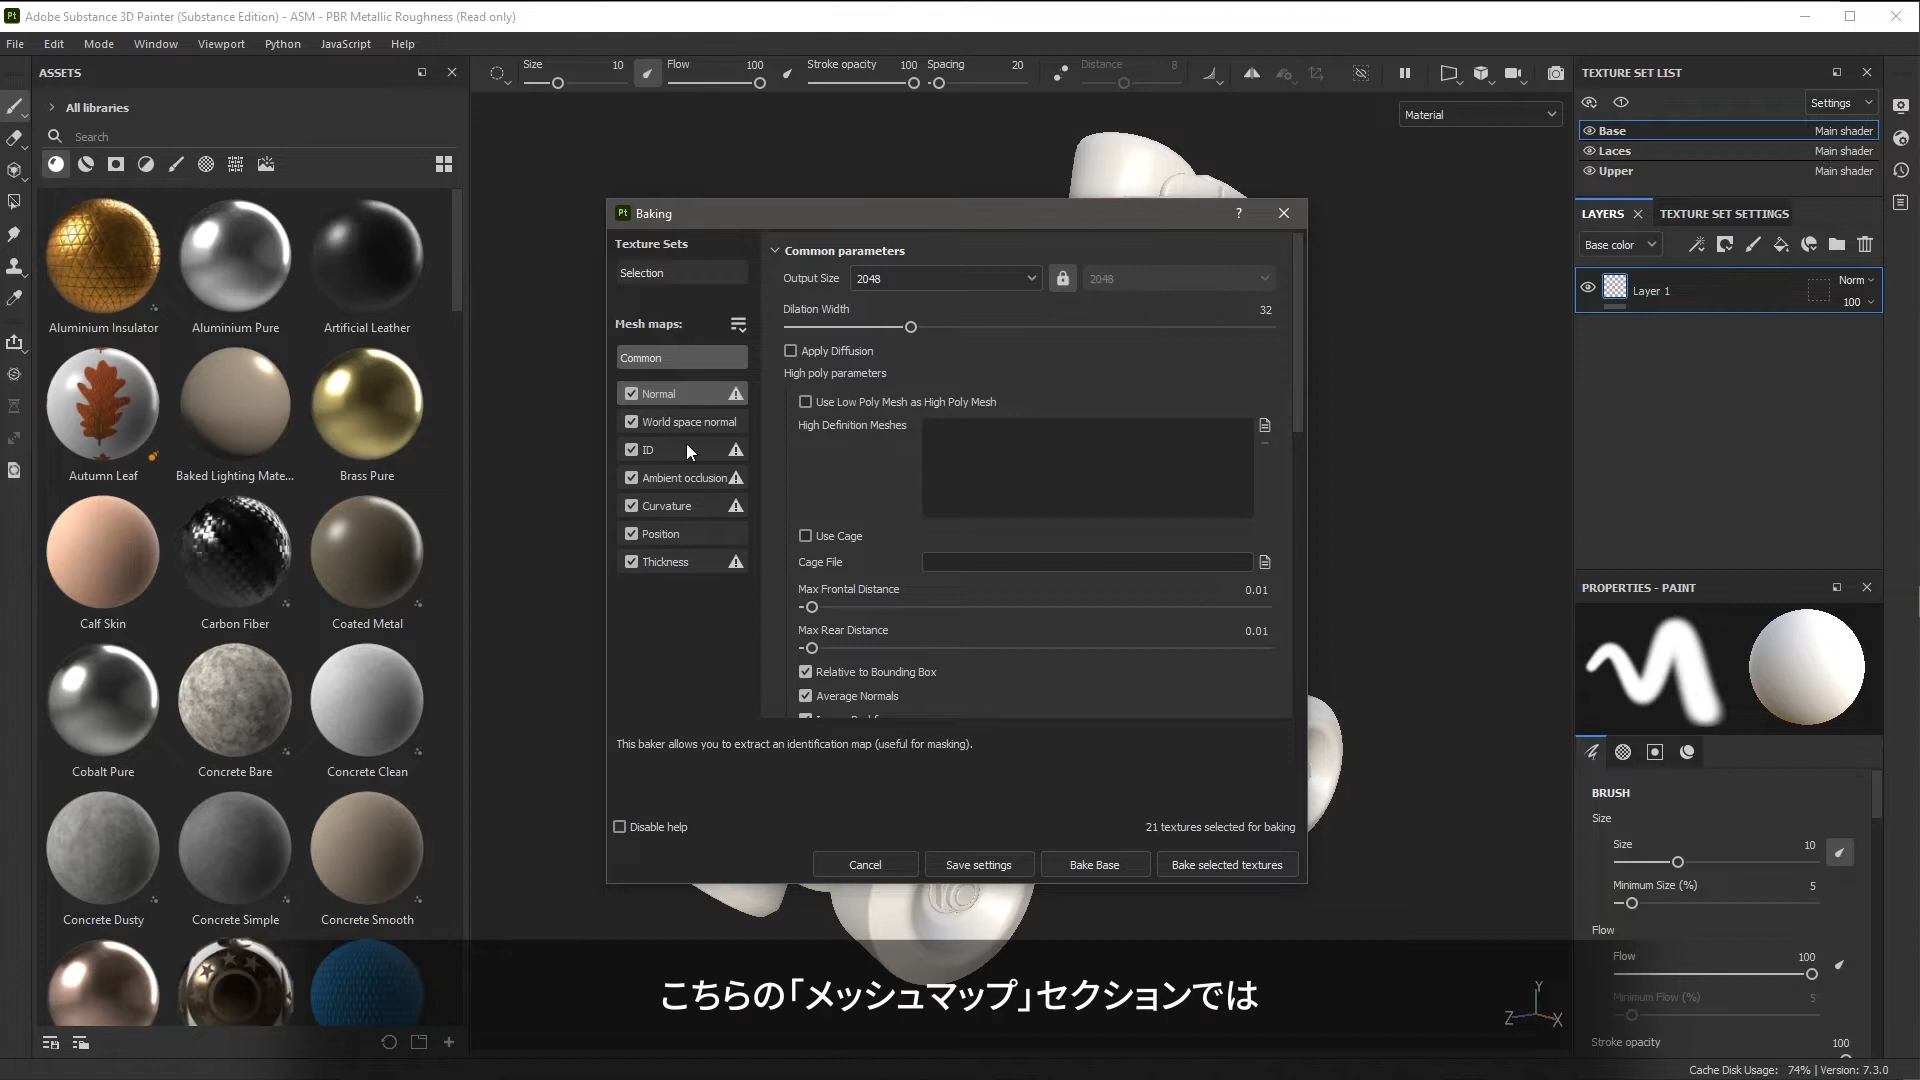 Adobe Substance 3D Painter (Substance Edition) - ASM - PBR Metallic Roughness (Read only)
File Edit Mode Window Viewport Python JavaScript Help
ASSETS
All libraries
Search
Aluminium Insulator
Aluminium Pure
Artificial Leather
Autumn Leaf
Baked Lighting Mate...
Brass Pure
Calf Skin
Carbon Fiber
Coated Metal
Cobalt Pure
Concrete Bare
Concrete Clean
Concrete Dusty
Concrete Simple
Concrete Smooth
Size 10
Flow 100
Stroke opacity 100
Spacing 20
Distance 8
Material
Pt Baking
?
Texture Sets
Selection
Mesh maps:
Common
Normal
World space normal
ID
Ambient occlusion
Curvature
Position
Thickness
Common parameters
Output Size 2048 2048
Dilation Width 32
Apply Diffusion
High poly parameters
Use Low Poly Mesh as High Poly Mesh
High Definition Meshes
Use Cage
Cage File
Max Frontal Distance 0.01
Max Rear Distance 0.01
Relative to Bounding Box
Average Normals
This baker allows you to extract an identification map (useful for masking).
Disable help
21 textures selected for baking
Cancel
Save settings
Bake Base
Bake selected textures
こちらの「メッシュマップ」セクションでは
Y
Z
X
TEXTURE SET LIST
Settings
Base Main shader
Laces Main shader
Upper Main shader
LAYERS
TEXTURE SET SETTINGS
Base color
Layer 1
Norm
100
PROPERTIES - PAINT
BRUSH
Size
Size 10
Minimum Size (%) 5
Flow
Flow 100
Minimum Flow (%) 5
Stroke opacity 100
Cache Disk Usage: 74% | Version: 7.3.0